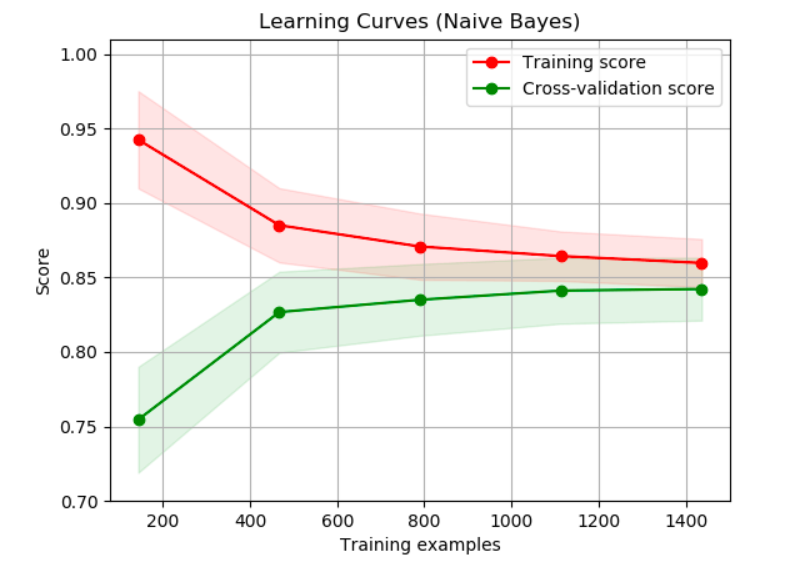 Learning Curves (Naive Bayes)
Training score
Cross-validation score
1.00
0.95
0.90
0.85
0.80
0.75
0.70
Score
200 400 600 800 1000 1200 1400
Training examples